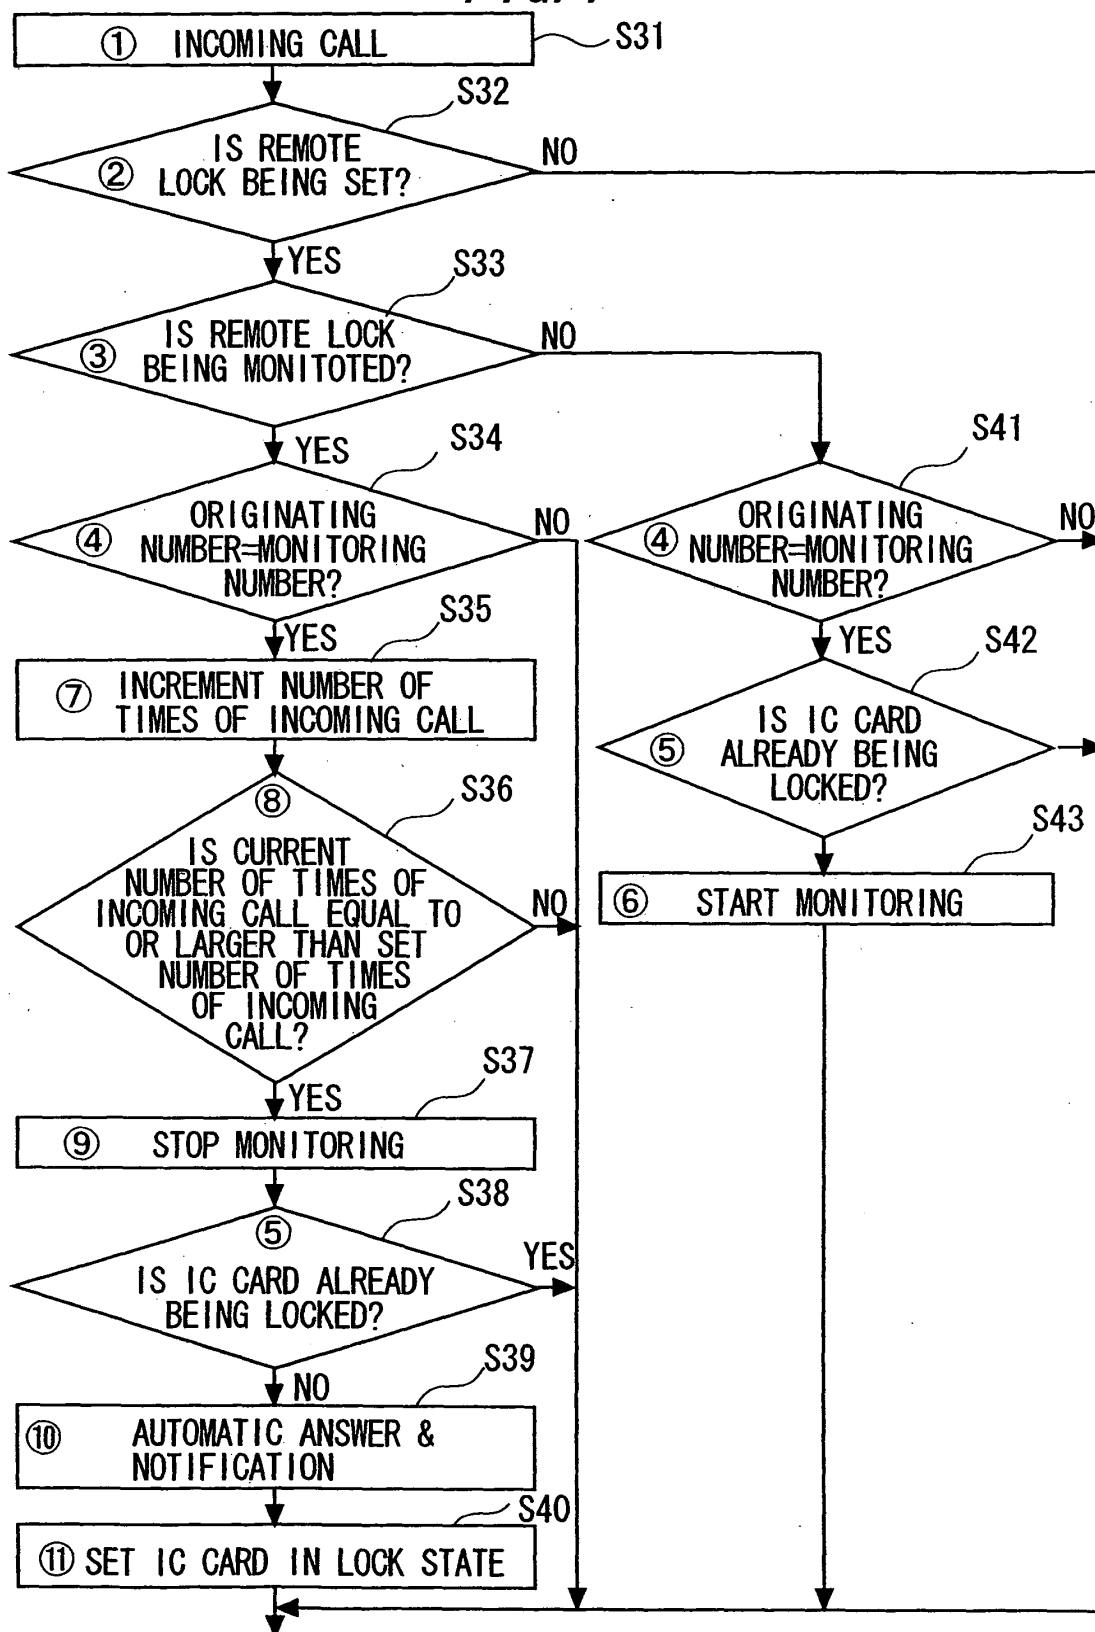 ① INCOMING CALL
S31
S32
IS REMOTE
② LOCK BEING SET?
NO
YES
S33
IS REMOTE LOCK
③ BEING MONITOTED?
NO
YES
S34
ORIGINATING
④ NUMBER=MONITORING
NUMBER?
NO
S41
ORIGINATING
④ NUMBER=MONITORING
NUMBER?
NO
YES
S35
⑦ INCREMENT NUMBER OF
TIMES OF INCOMING CALL
YES
S42
IS IC CARD
⑤ ALREADY BEING
LOCKED?
S36
⑧
IS CURRENT
NUMBER OF TIMES OF
INCOMING CALL EQUAL TO
OR LARGER THAN SET
NUMBER OF TIMES
OF INCOMING
CALL?
NO
S43
⑥ START MONITORING
YES
S37
⑨ STOP MONITORING
S38
⑤
IS IC CARD ALREADY
BEING LOCKED?
YES
NO
S39
⑩ AUTOMATIC ANSWER &
NOTIFICATION
S40
⑪ SET IC CARD IN LOCK STATE